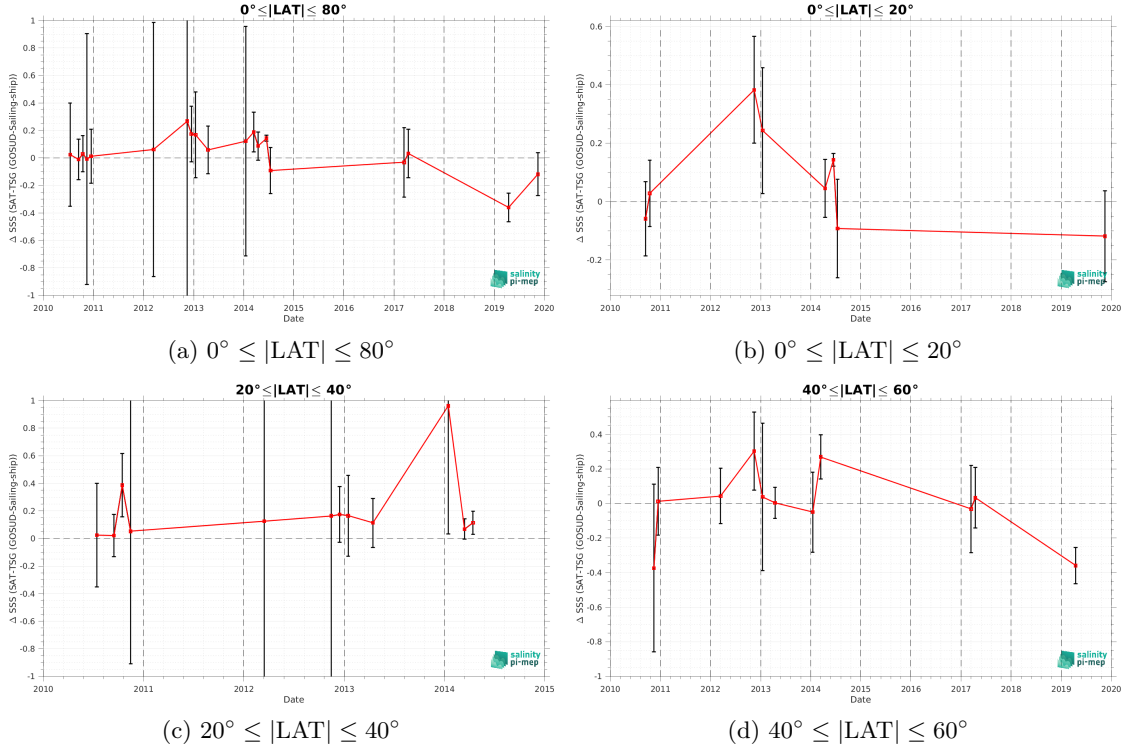 0°≤|LAT|≤ 80°
Δ SSS (SAT-TSG (GOSUD-Sailing-ship))
1
0.8
0.6
0.4
0.2
0
-0.2
-0.4
-0.6
-0.8
-1
2010 2011 2012 2013 2014 2015 2016 2017 2018 2019 2020
Date
salinity
pi-mep
(a) 0° ≤ |LAT| ≤ 80°
0°≤|LAT|≤ 20°
Δ SSS (SAT-TSG (GOSUD-Sailing-ship))
0.6
0.4
0.2
0
-0.2
2010 2011 2012 2013 2014 2015 2016 2017 2018 2019 2020
Date
salinity
pi-mep
(b) 0° ≤ |LAT| ≤ 20°
20°≤|LAT|≤ 40°
Δ SSS (SAT-TSG (GOSUD-Sailing-ship))
1
0.8
0.6
0.4
0.2
0
-0.2
-0.4
-0.6
-0.8
-1
2010 2011 2012 2013 2014 2015
Date
salinity
pi-mep
(c) 20° ≤ |LAT| ≤ 40°
40°≤|LAT|≤ 60°
Δ SSS (SAT-TSG (GOSUD-Sailing-ship))
0.4
0.2
0
-0.2
-0.4
-0.6
-0.8
-1
2010 2011 2012 2013 2014 2015 2016 2017 2018 2019 2020
Date
salinity
pi-mep
(d) 40° ≤ |LAT| ≤ 60°